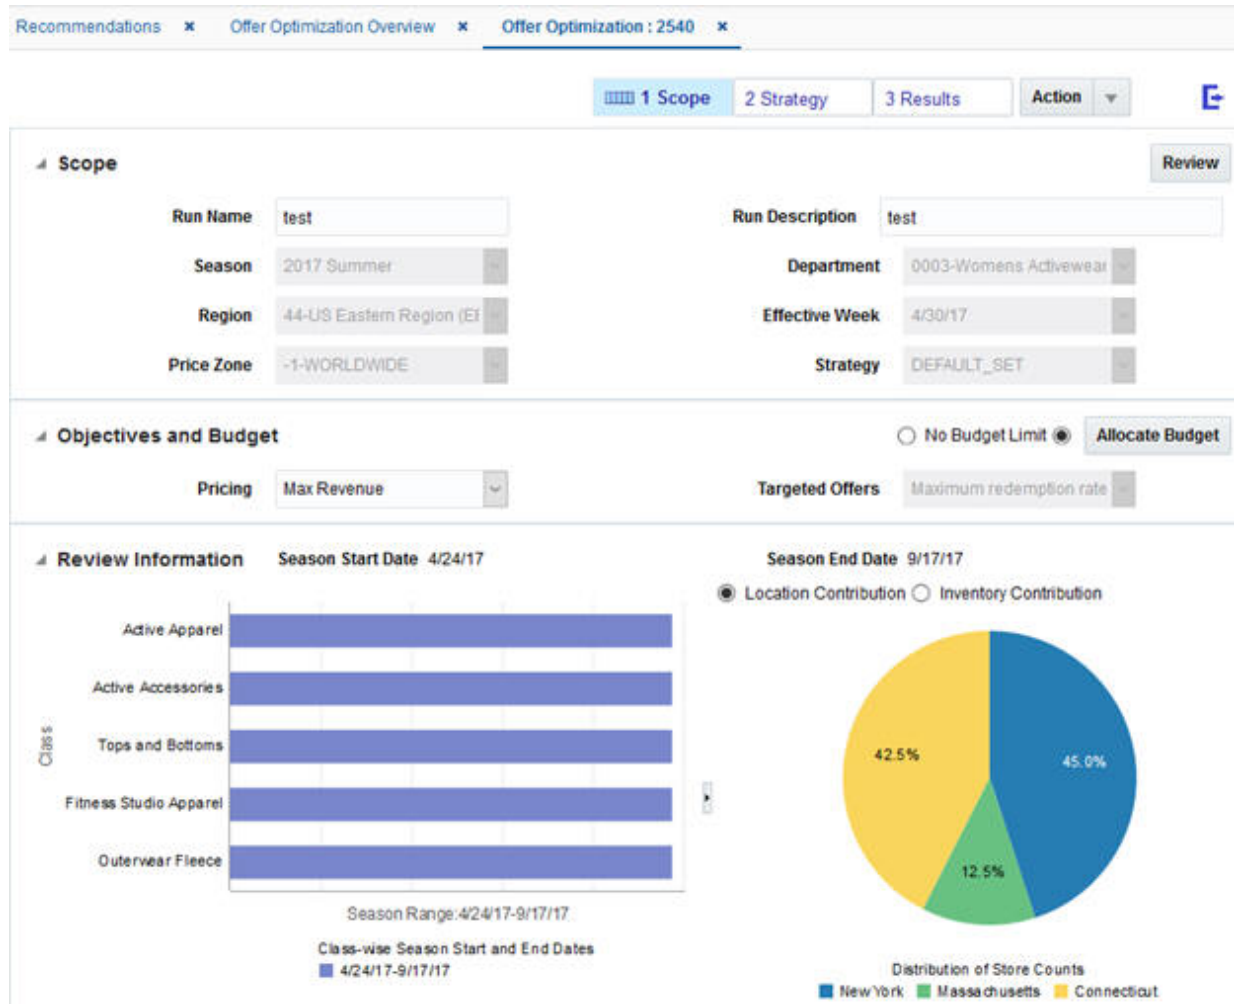 Recommendations × Offer Optimization Overview × Offer Optimization : 2540 ×
1 Scope 2 Strategy 3 Results Action
Scope Review
Run Name test Run Description test
Season 2017 Summer Department 0003-Womens Activewear
Region 44-US Eastern Region (Ef Effective Week 4/30/17
Price Zone -1-WORLDWIDE Strategy DEFAULT_SET
Objectives and Budget No Budget Limit Allocate Budget
Pricing Max Revenue Targeted Offers Maximum redemption rate
Review Information Season Start Date 4/24/17 Season End Date 9/17/17
Location Contribution Inventory Contribution
Class
Active Apparel
Active Accessories
Tops and Bottoms
Fitness Studio Apparel
Outerwear Fleece
Season Range:4/24/17-9/17/17
Class-wise Season Start and End Dates
4/24/17-9/17/17
42.5%
45.0%
12.5%
Distribution of Store Counts
New York Massachusetts Connecticut